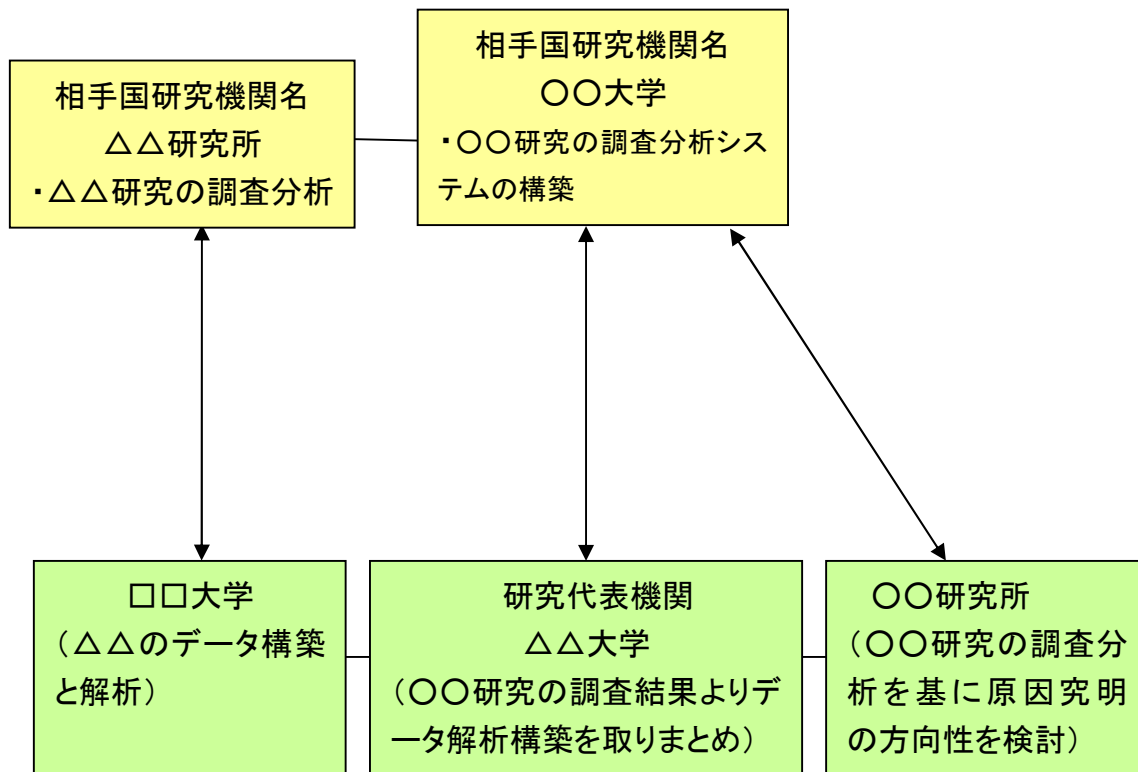 相手国研究機関名
△△研究所
・△△研究の調査分析
相手国研究機関名
〇〇大学
・〇〇研究の調査分析シス
テムの構築
□□大学
（△△のデータ構築
と解析）
研究代表機関
△△大学
（〇〇研究の調査結果よりデ
ータ解析構築を取りまとめ）
〇〇研究所
（〇〇研究の調査分
析を基に原因究明
の方向性を検討）